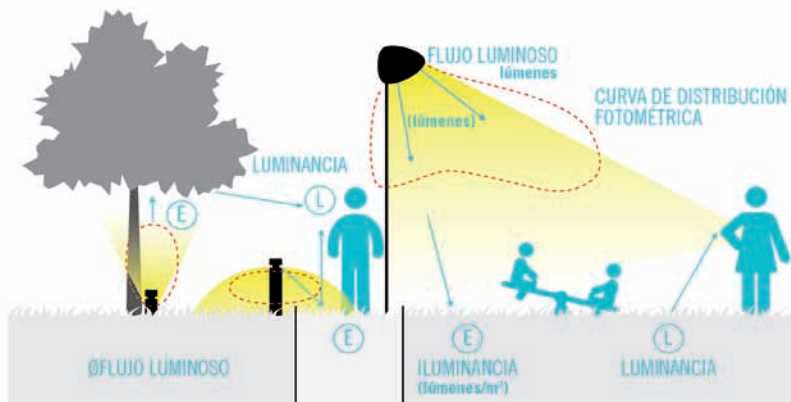 FLUJO LUMINOSO
lúmenes
CURVA DE DISTRIBUCIÓN
FOTOMÉTRICA
(lúmenes)
LUMINANCIA
L
E
E
ØFLUJO LUMINOSO
E
ILUMINANCIA
(lúmenes/m²)
L
LUMINANCIA